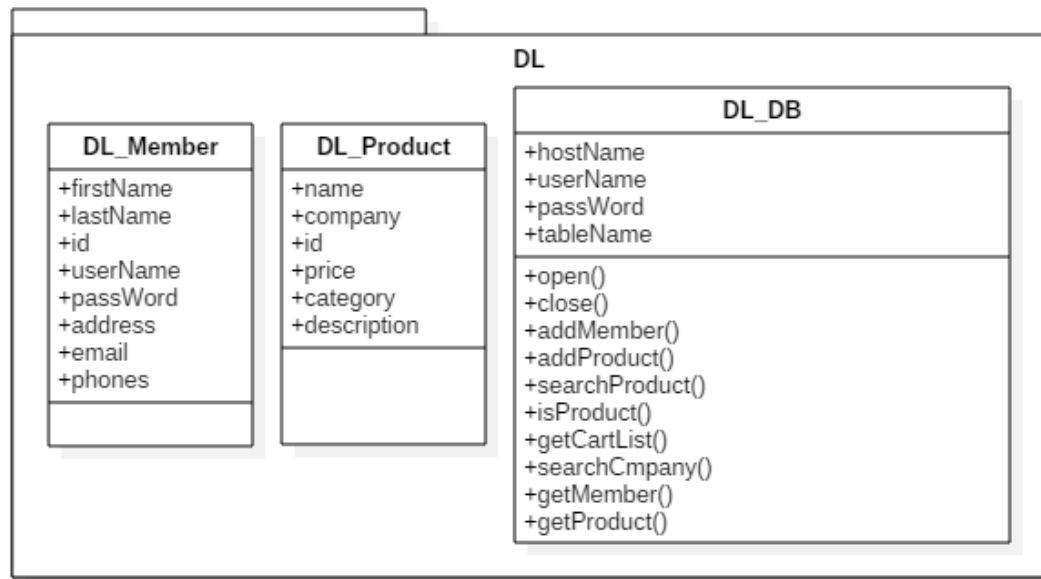 DL
DL_Member
+firstName
+lastName
+id
+userName
+passWord
+address
+email
+phones
DL_Product
+name
+company
+id
+price
+category
+description
DL_DB
+hostName
+userName
+passWord
+tableName
+open()
+close()
+addMember()
+addProduct()
+searchProduct()
+isProduct()
+getCartList()
+searchCmpany()
+getMember()
+getProduct()